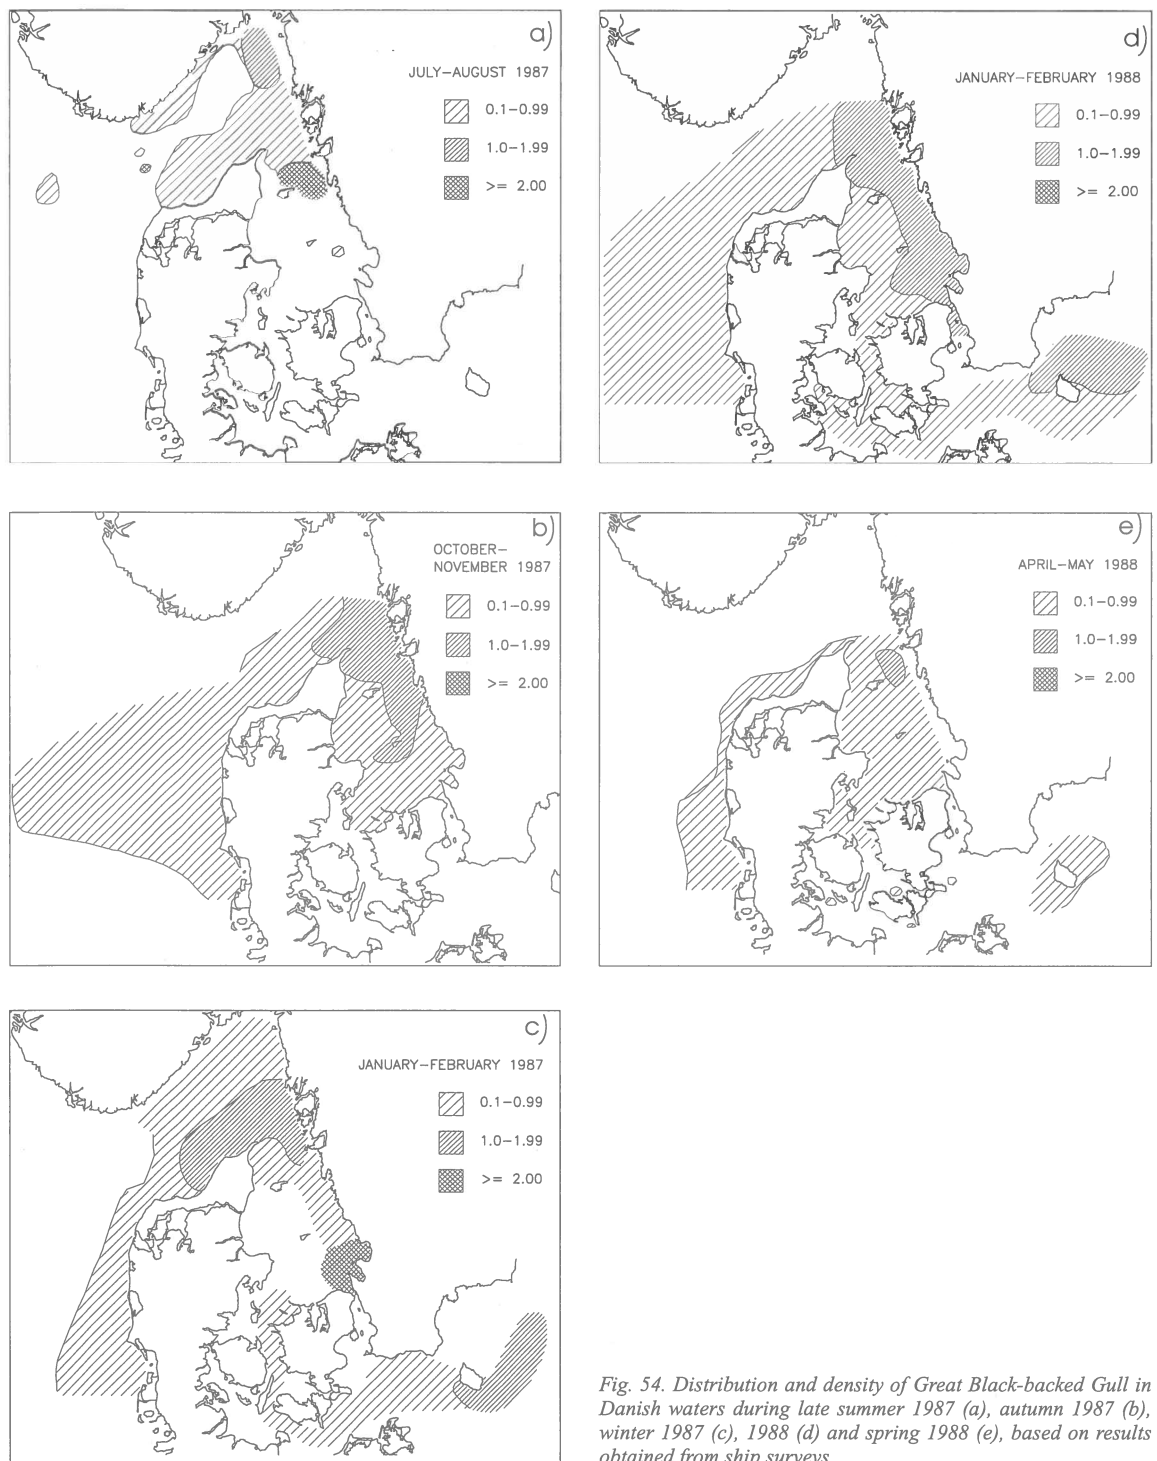 a)
JULY–AUGUST 1987
0.1–0.99
1.0–1.99
>= 2.00
d)
JANUARY–FEBRUARY 1988
0.1–0.99
1.0–1.99
>= 2.00
b)
OCTOBER–
NOVEMBER 1987
0.1–0.99
1.0–1.99
>= 2.00
e)
APRIL–MAY 1988
0.1–0.99
1.0–1.99
>= 2.00
c)
JANUARY–FEBRUARY 1987
0.1–0.99
1.0–1.99
>= 2.00
Fig. 54. Distribution and density of Great Black-backed Gull in
Danish waters during late summer 1987 (a), autumn 1987 (b),
winter 1987 (c), 1988 (d) and spring 1988 (e), based on results
obtained from ship surveys.